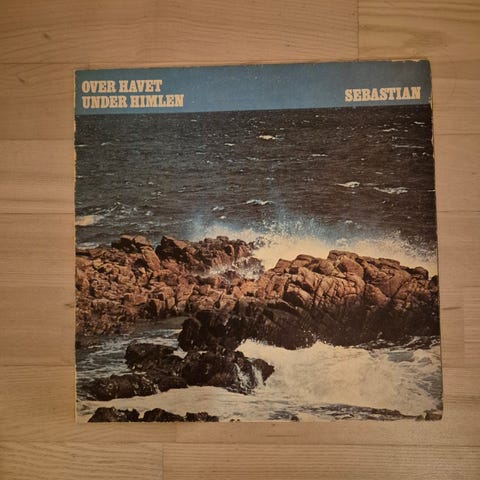 OVER HAVET
UNDER HIMLEN
SEBASTIAN